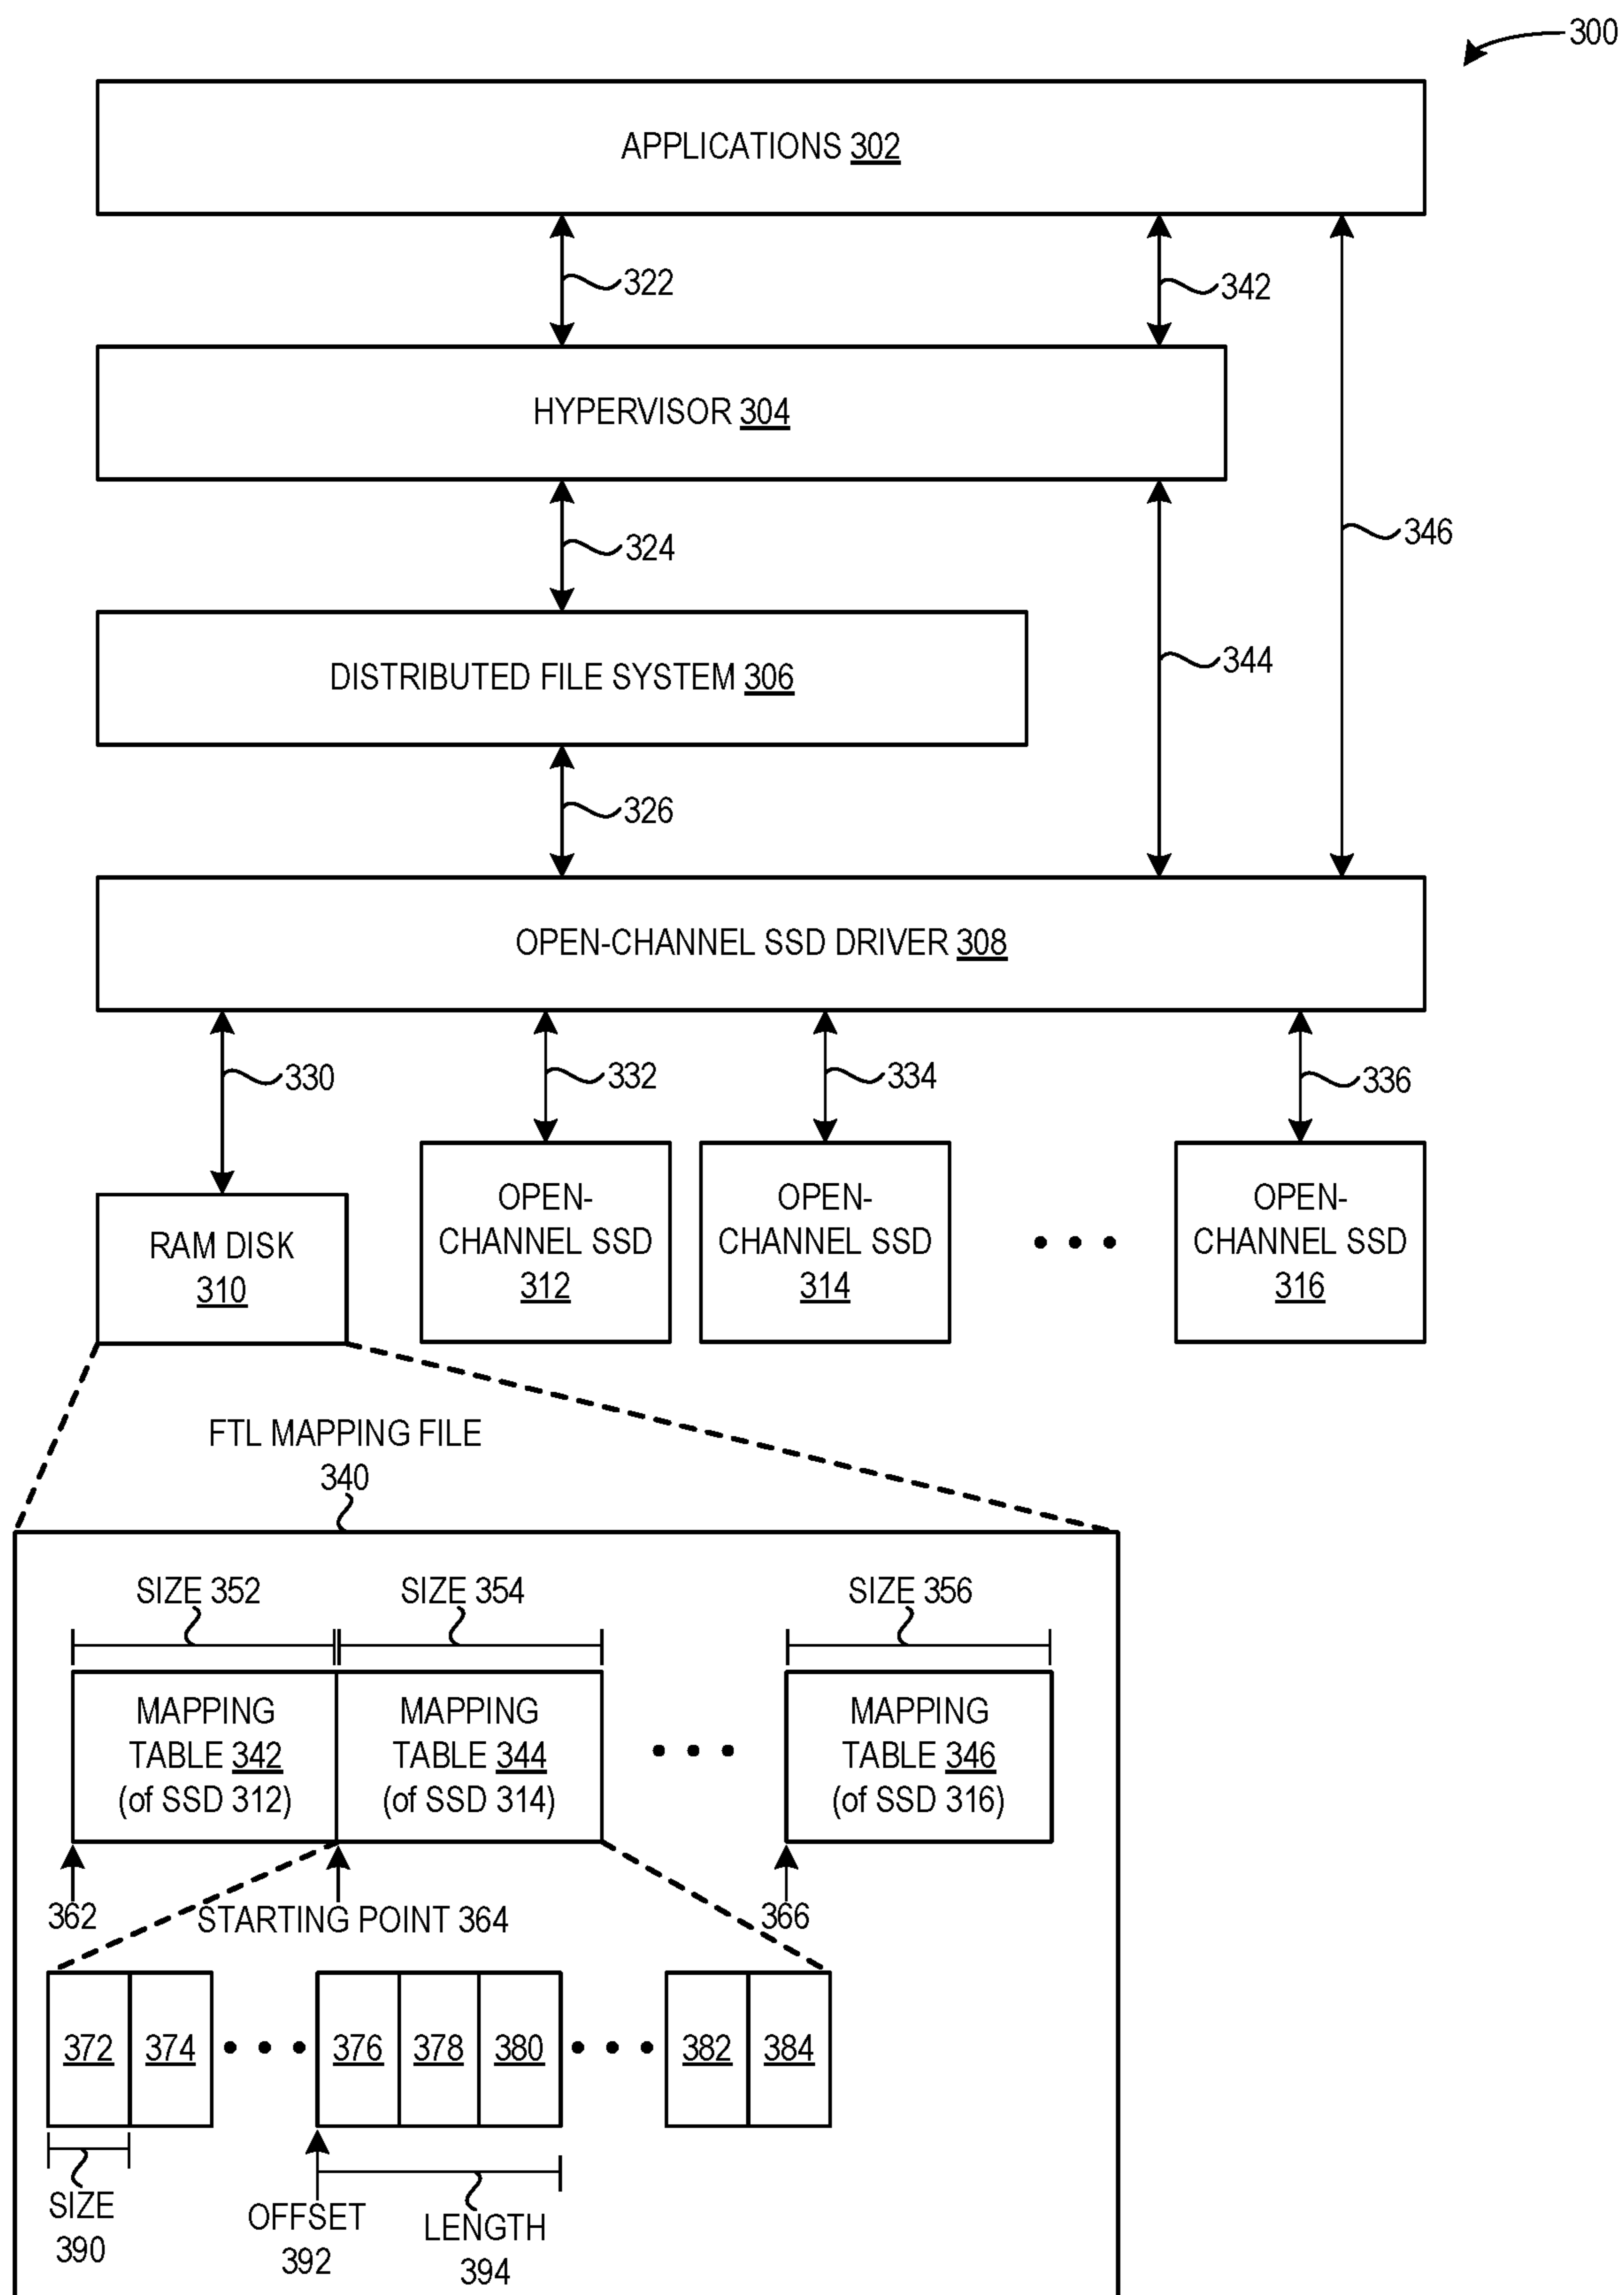 300
APPLICATIONS 302
322
342
HYPERVISOR 304
324
346
DISTRIBUTED FILE SYSTEM 306
344
326
OPEN-CHANNEL SSD DRIVER 308
330
332
334
336
RAM DISK
310
OPEN-
CHANNEL SSD
312
OPEN-
CHANNEL SSD
314
OPEN-
CHANNEL SSD
316
FTL MAPPING FILE
340
SIZE 352
SIZE 354
SIZE 356
MAPPING
TABLE 342
(of SSD 312)
MAPPING
TABLE 344
(of SSD 314)
MAPPING
TABLE 346
(of SSD 316)
362
STARTING POINT 364
366
372
374
376
378
380
382
384
SIZE
390
OFFSET
392
LENGTH
394